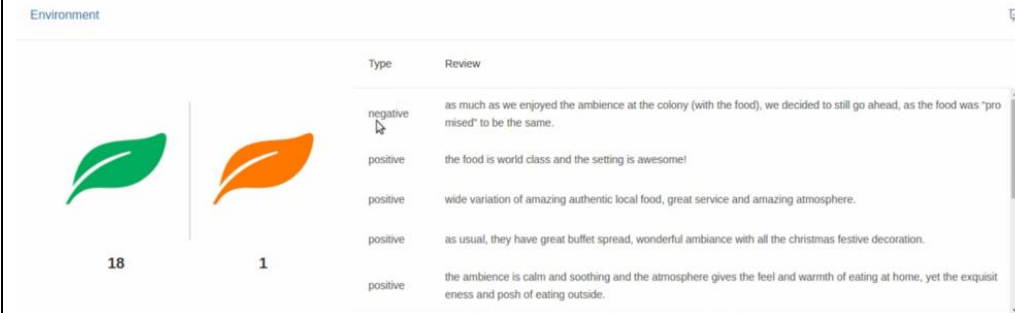 Environment
Type Review
negative as much as we enjoyed the ambience at the colony (with the food), we decided to still go ahead, as the food was “pro
mised” to be the same.
positive the food is world class and the setting is awesome!
positive wide variation of amazing authentic local food, great service and amazing atmosphere.
positive as usual, they have great buffet spread, wonderful ambiance with all the christmas festive decoration.
positive the ambience is calm and soothing and the atmosphere gives the feel and warmth of eating at home, yet the exquisit
eness and posh of eating outside.
18 1